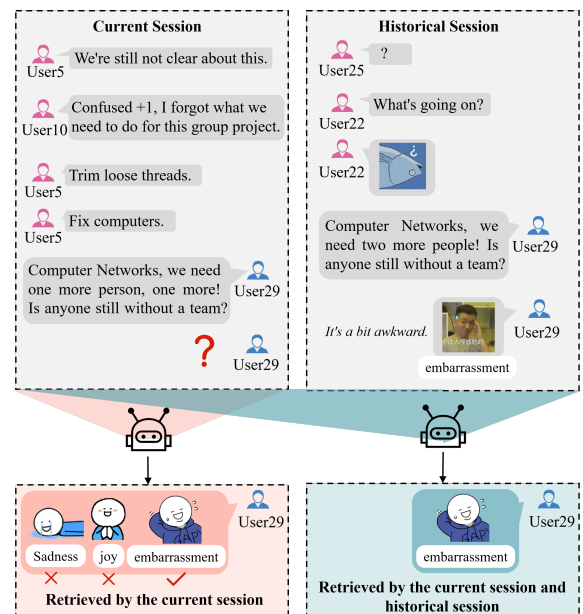 Current Session
User5
We're still not clear about this.
User10
Confused +1, I forgot what we
need to do for this group project.
User5
Trim loose threads.
User5
Fix computers.
Computer Networks, we need
one more person, one more!
Is anyone still without a team?
User29
?
User29
Historical Session
User25
?
User22
What's going on?
User22
?
Computer Networks, we
need two more people! Is
anyone still without a team?
User29
It's a bit awkward.
User29
embarrassment
User29
Sadness
joy
embarrassment
Retrieved by the current session
User29
embarrassment
Retrieved by the current session and
historical session